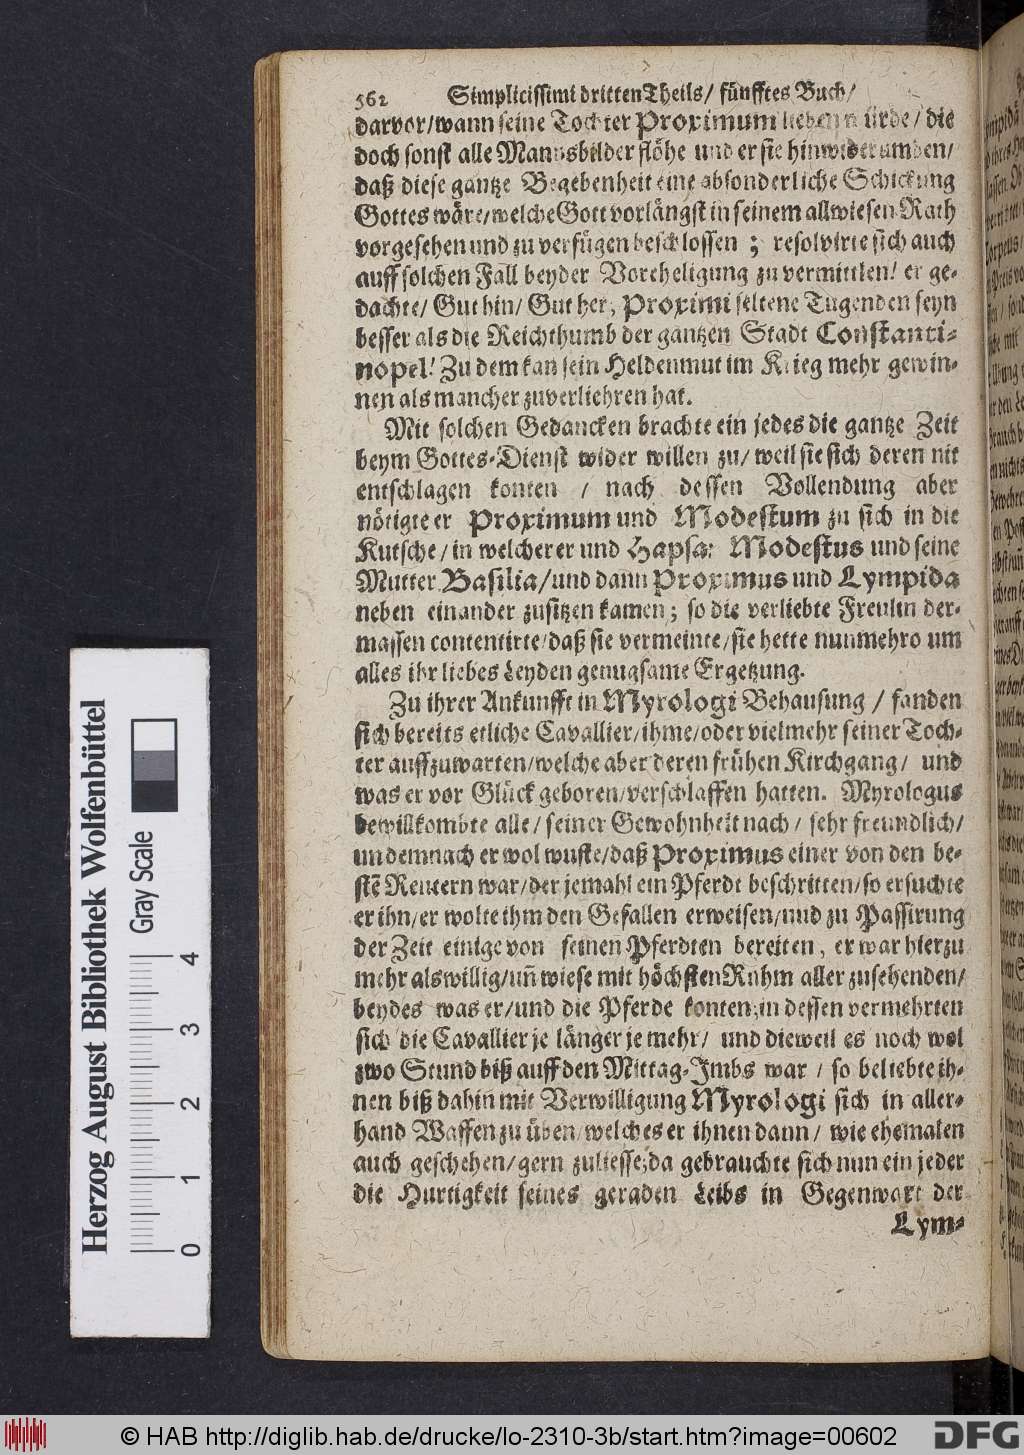 562 Simplicissimi dritten Theils/ fünfftes Buch/
darvor/wann seine Tochter Proximum lieben würde/ die
doch sonst alle Mannsbilder flöhe und er sie hinwiderumben/
daß diese gantze Begebenheit eine absonderliche Schickung
Gottes wäre/welche Gott vorlängst in seinem allwiesen Rath
vorgesehen und zu verfügen beschlossen; resolvirte sich auch
auff solchen Fall beyder Vereheligung zu vermittlen/ er ge-
dachte/ Gut hin/ Gut her, Proximi seltene Tugenden seyn
besser als die Reichthumb der gantzen Stadt Constanti-
nopel! Zu dem kan sein Heldenmut im Krieg mehr gewin-
nen als mancher zuverliehren hat.
Mit solchen Gedancken brachte ein jedes die gantze Zeit
beym Gottes-Dienst wider willen zu/ weil sie sich deren nit
entschlagen konten / nach dessen Vollendung aber
nötigte er Proximum und Modestum zu sich in die
Kutsche/ in welcher er und Hapsa: Modestus und seine
Mutter Basilia/und dann Proximus und Lympida
neben einander zusitzen kamen; so die verliebte Freulin der-
massen contentirte/daß sie vermeinte/sie hette nunmehro um
alles ihr liebes Leyden genugsame Ergetzung.
Zu ihrer Ankunfft in Myrologi Behausung / fanden
sich bereits etliche Cavallier/ihme/oder vielmehr seiner Toch-
ter auffzuwarten/welche aber deren frühen Kirchgang/ und
was er vor Glück geboren/verschlaffen hatten. Myrologus
bewillkombte alle/ seiner Gewohnheit nach/ sehr freundlich/
un demnach er wol wuste/daß Proximus einer von den be-
stē Reutern war/der jemahl ein Pferdt beschritten/so ersuchte
er ihn/er wolte ihm den Gefallen erweisen/und zu Passirung
der Zeit einige von seinen Pferdten bereiten, er war hierzu
mehr als willig/uñ wiese mit höchsten Ruhm aller zusehenden/
beydes was er/und die Pferde konten;in dessen vermehrten
sich die Cavallier je länger je mehr/ und dieweil es noch wol
zwo Stund biß auff den Mittag-Imbs war / so beliebte ih-
nen biß dahin mit Verwilligung Myrologi sich in aller-
hand Waffen zu üben/welches er ihnen dann/ wie ehemalen
auch geschehen/gern zuliesse;da gebrauchte sich nun ein jeder
die Hurtigkeit seines geraden Leibs in Gegenwart der
Lym-
Herzog August Bibliothek Wolfenbüttel
Gray Scale
0 1 2 3 4
© HAB http://diglib.hab.de/drucke/lo-2310-3b/start.htm?image=00602
DFG